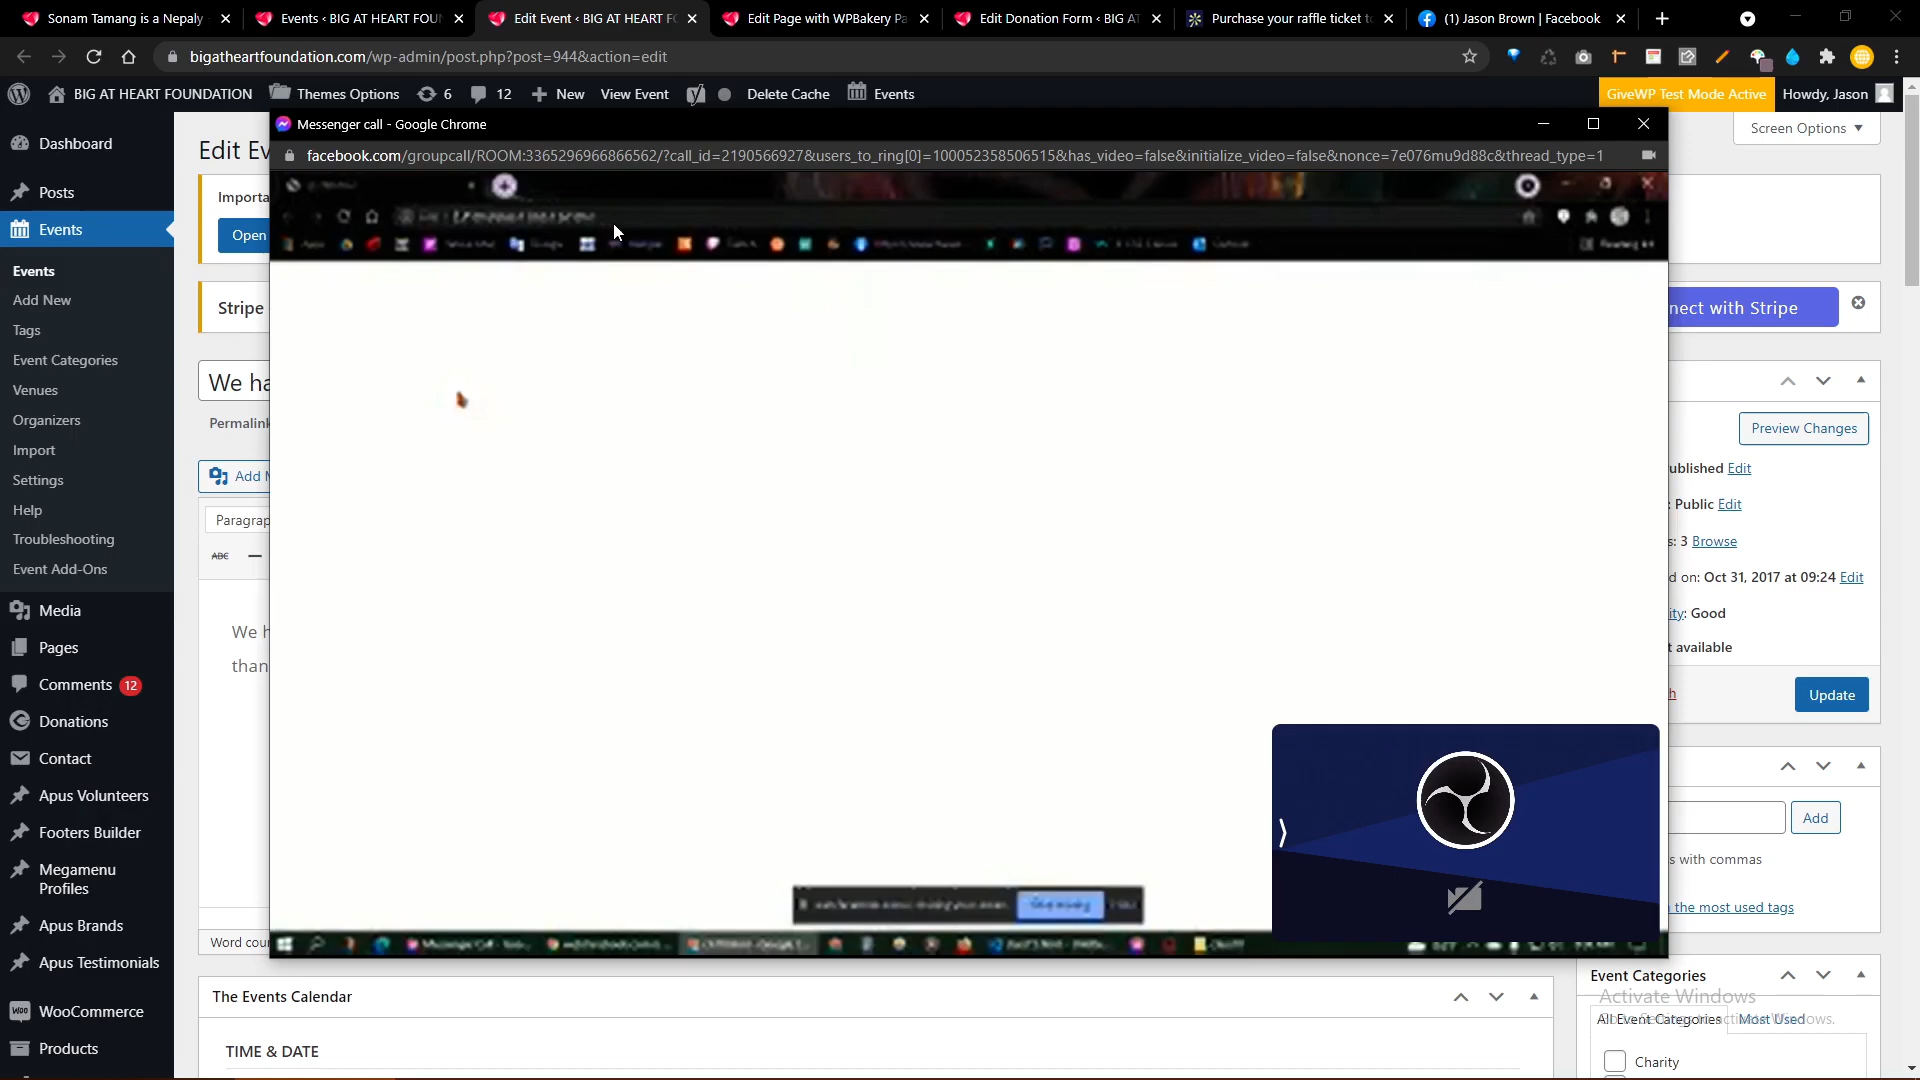 Sonam Tamang is a Nepaly
Events ‹ BIG AT HEART FOU
Edit Event ‹ BIG AT HEART F
Edit Page with WPBakery Pa
Edit Donation Form ‹ BIG AT
Purchase your raffle ticket to
(1) Jason Brown | Facebook
bigatheartfoundation.com/wp-admin/post.php?post=944&action=edit
BIG AT HEART FOUNDATION
Themes Options
6
12
New
View Event
Delete Cache
Events
GiveWP Test Mode Active
Howdy, Jason
Messenger call - Google Chrome
Screen Options
facebook.com/groupcall/ROOM:3365296966866562/?call_id=2190566927&users_to_ring[0]=100052358506515&has_video=false&initialize_video=false&nonce=7e076mu9d88c&thread_type=1
Dashboard
Posts
Events
Events
Add New
Tags
Event Categories
Venues
Organizers
Import
Settings
Help
Troubleshooting
Event Add-Ons
Media
Pages
Comments 12
Donations
Contact
Apus Volunteers
Footers Builder
Megamenu
Profiles
Apus Brands
Apus Testimonials
WooCommerce
Products
Edit Ev
Importa
Open
Stripe
nect with Stripe
We ha
Permalink
Add M
Paragrap
ABC
We h
than
Word cou
Preview Changes
ublished Edit
: Public Edit
s: 3 Browse
d on: Oct 31, 2017 at 09:24 Edit
ity: Good
t available
h
Update
Add
s with commas
the most used tags
The Events Calendar
TIME & DATE
Event Categories
Activate Windows
All Event Categories
Most Used
Charity